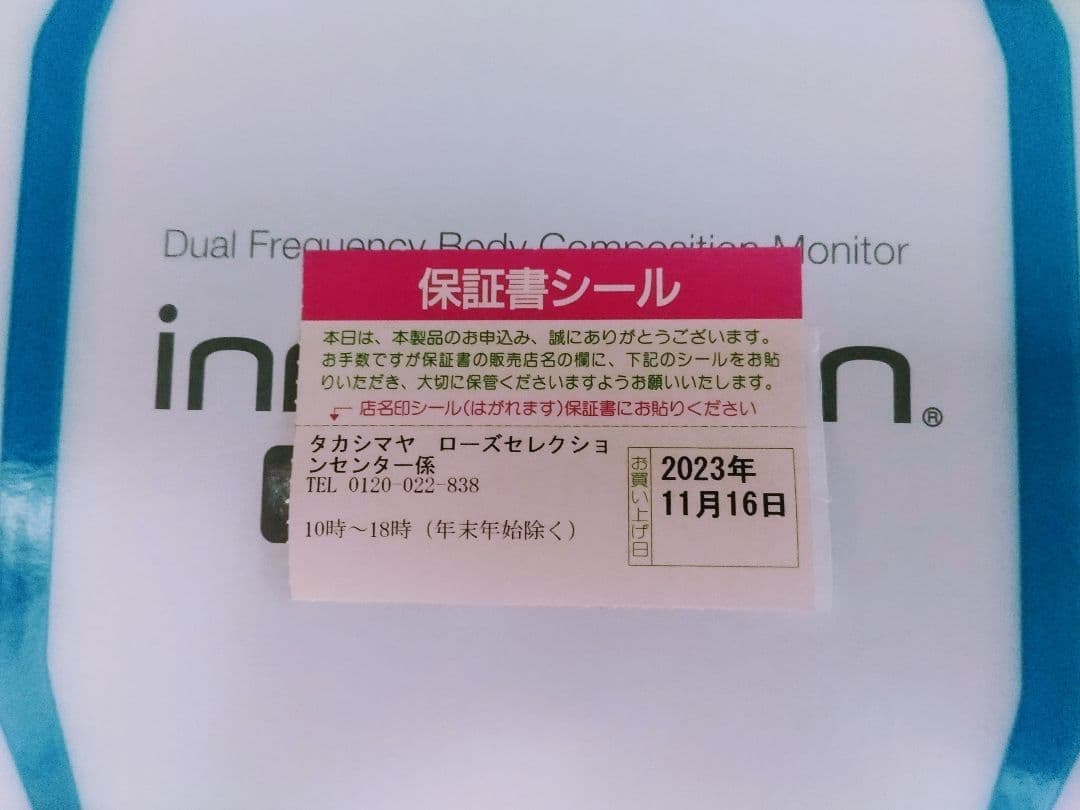 Dual Frequency Body Composition Monitor
®
保証書シール
本日は、本製品のお申込み、誠にありがとうございます。
お手数ですが保証書の販売店名の欄に、下記のシールをお貼
りいただき、大切に保管くださいますようお願いいたします。
店名印シール(はがれます)保証書にお貼りください
タカシマヤ ローズセレクショ
ンセンター係
TEL 0120-022-838
10時～18時（年末年始除く）
お買い上げ日
2023年
11月16日